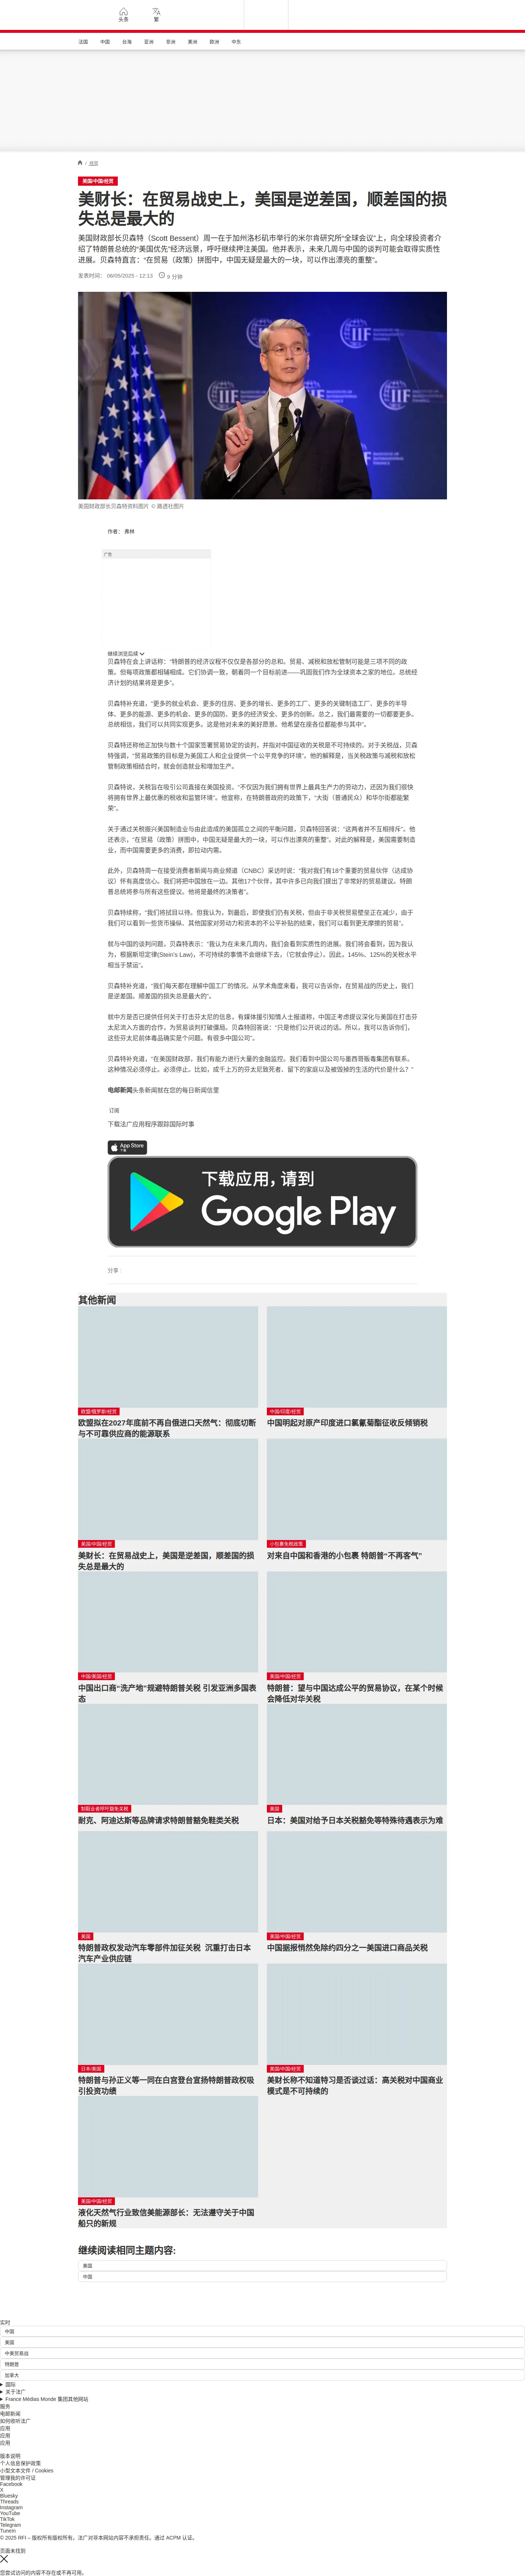 头条
繁
法国
中国
台海
亚洲
非洲
美洲
欧洲
中东
/ 经贸
美国/中国/经贸
美财长：在贸易战史上，美国是逆差国，顺差国的损
失总是最大的
美国财政部长贝森特（Scott Bessent）周一在于加州洛杉矶市举行的米尔肯研究所“全球会议”上，向全球投资者介
绍了特朗普总统的“美国优先”经济远景，呼吁继续押注美国。他并表示，未来几周与中国的谈判可能会取得实质性
进展。贝森特直言：“在贸易（政策）拼图中，中国无疑是最大的一块，可以作出漂亮的重整”。
发表时间： 06/05/2025 - 12:13
9 分钟
美国财政部长贝森特资料图片 © 路透社图片
作者： 弗林
广告
继续浏览后续
贝森特在会上讲话称：“特朗普的经济议程不仅仅是各部分的总和。贸易、减税和放松管制可能是三项不同的政
策。但每项政策都相辅相成。它们协调一致，朝着同一个目标前进——巩固我们作为全球资本之家的地位。总统经
济计划的结果将是更多”。
贝森特补充道，“更多的就业机会、更多的住房、更多的增长、更多的工厂、更多的关键制造工厂、更多的半导
体、更多的能源、更多的机会、更多的国防、更多的经济安全、更多的创新。总之，我们最需要的一切都要更多。
总统相信，我们可以共同实现更多。这是他对未来的美好愿景。他希望在座各位都能参与其中”。
贝森特还称他正加快与数十个国家签署贸易协定的谈判，并指对中国征收的关税是不可持续的。对于关税战，贝森
特强调，“贸易政策的目标是为美国工人和企业提供一个公平竞争的环境”。他的解释是，当关税政策与减税和放松
管制政策相结合时，就会创造就业和增加生产。
贝森特说，关税旨在吸引公司直接在美国投资。“不仅因为我们拥有世界上最具生产力的劳动力，还因为我们很快
将拥有世界上最优惠的税收和监管环境”。他宣称，在特朗普政府的政策下，“大街（普通民众）和华尔街都能繁
荣”。
关于通过关税振兴美国制造业与由此造成的美国孤立之间的平衡问题，贝森特回答说：“这两者并不互相排斥”。他
还表示，“在贸易（政策）拼图中，中国无疑是最大的一块，可以作出漂亮的重整”。对此的解释是，美国需要制造
业，而中国需要更多的消费，即拉动内需。
此外，贝森特周一在接受消费者新闻与商业频道（CNBC）采访时说：“我对我们有18个重要的贸易伙伴（达成协
议）怀有高度信心。我们将把中国放在一边。其他17个伙伴，其中许多已向我们提出了非常好的贸易建议。特朗
普总统将参与所有这些提议。他将是最终的决策者”。
贝森特续称，“我们将拭目以待。但我认为，到最后，即使我们仍有关税，但由于非关税贸易壁垒正在减少，由于
我们可以看到一些货币操纵、其他国家对劳动力和资本的不公平补贴的结束，我们可以看到更无摩擦的贸易”。
就与中国的谈判问题，贝森特表示：“我认为在未来几周内，我们会看到实质性的进展。我们将会看到，因为我认
为，根据斯坦定律(Stein's Law)，不可持续的事情不会继续下去，（它就会停止）。因此，145%、125%的关税水平
相当于禁运”。
贝森特补充道，“我们每天都在理解中国工厂的情况。从学术角度来看，我可以告诉你，在贸易战的历史上，我们
是逆差国。顺差国的损失总是最大的”。
就中方是否已提供任何关于打击芬太尼的信息，有媒体援引知情人士报道称，中国正考虑提议深化与美国在打击芬
太尼流入方面的合作，为贸易谈判打破僵局。贝森特回答说：“只是他们公开说过的话。所以，我可以告诉你们，
这些芬太尼前体毒品确实是个问题。有很多中国公司”。
贝森特补充道，“在美国财政部，我们有能力进行大量的金融监控。我们看到中国公司与墨西哥贩毒集团有联系。
这种情况必须停止。必须停止。比如，成千上万的芬太尼致死者、留下的家庭以及被毁掉的生活的代价是什么？”
电邮新闻头条新闻就在您的每日新闻信里
订阅
下载法广应用程序跟踪国际时事
App Store
下载
下载应用，请到
Google Play
分享 :
其他新闻
欧盟/俄罗斯/经贸
欧盟拟在2027年底前不再自俄进口天然气：彻底切断
与不可靠供应商的能源联系
中国/印度/经贸
中国明起对原产印度进口氯氰菊酯征收反倾销税
美国/中国/经贸
美财长：在贸易战史上，美国是逆差国，顺差国的损
失总是最大的
小包裹免税政策
对来自中国和香港的小包裹 特朗普“不再客气”
中国/美国/经贸
中国出口商“洗产地”规避特朗普关税 引发亚洲多国表
态
美国/中国/经贸
特朗普：望与中国达成公平的贸易协议，在某个时候
会降低对华关税
制鞋业者呼吁豁免关税
耐克、阿迪达斯等品牌请求特朗普豁免鞋类关税
美国
日本：美国对给予日本关税豁免等特殊待遇表示为难
美国
特朗普政权发动汽车零部件加征关税 沉重打击日本
汽车产业供应链
美国/中国/经贸
中国据报悄然免除约四分之一美国进口商品关税
日本/美国
特朗普与孙正义等一同在白宫登台宣扬特朗普政权吸
引投资功绩
美国/中国/经贸
美财长称不知道特习是否谈过话：高关税对中国商业
模式是不可持续的
美国/中国/经贸
液化天然气行业致信美能源部长：无法遵守关于中国
船只的新规
继续阅读相同主题内容:
美国
中国
实时
中国
美国
中美贸易战
特朗普
加拿大
国际
关于法广
France Médias Monde 集团其他网站
服务
电邮新闻
如何收听法广
应用
应用
应用
版本说明
个人信息保护政策
小型文本文件 / Cookies
管理我的许可证
Facebook
X
Bluesky
Threads
Instagram
YouTube
TikTok
Telegram
TuneIn
© 2025 RFI – 版权所有版权所有，法广对非本网站内容不承担责任。通过 ACPM 认证。
页面未找到
您尝试访问的内容不存在或不再可用。